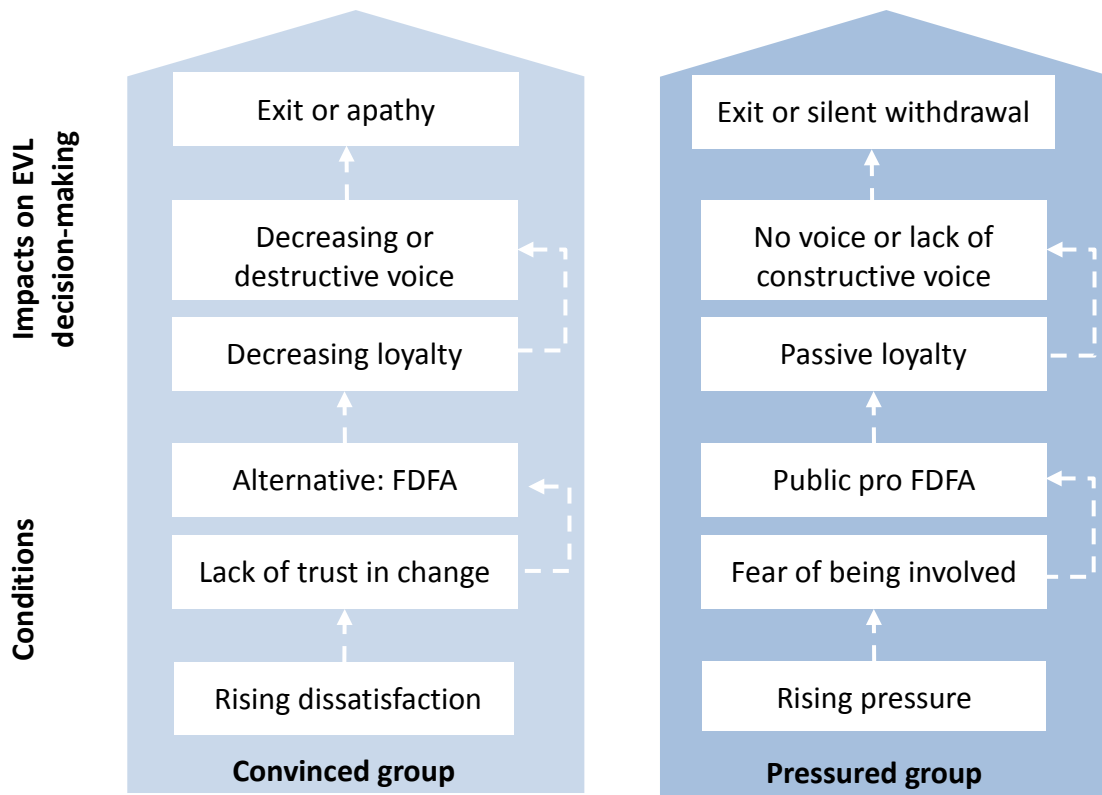 Impacts on EVL
decision-making
Conditions
Exit or apathy
Decreasing or
destructive voice
Decreasing loyalty
Alternative: FDFA
Lack of trust in change
Rising dissatisfaction
Convinced group
Exit or silent withdrawal
No voice or lack of
constructive voice
Passive loyalty
Public pro FDFA
Fear of being involved
Rising pressure
Pressured group